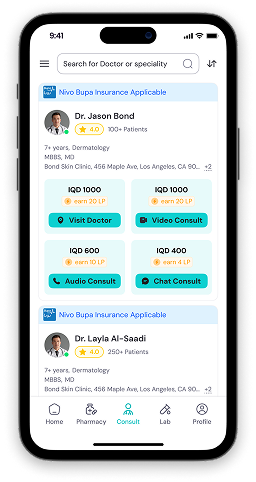 9:41
Search for Doctor or speciality
Nivo Bupa Insurance Applicable
Dr. Jason Bond
4.0 100+ Patients
7+ years, Dermatology
MBBS, MD
Bond Skin Clinic, 456 Maple Ave, Los Angeles, CA 90... +2
IQD 1000 IQD 1000
earn 20 LP earn 20 LP
Visit Doctor Video Consult
IQD 600 IQD 400
earn 10 LP earn 4 LP
Audio Consult Chat Consult
Nivo Bupa Insurance Applicable
Dr. Layla Al-Saadi
4.0 250+ Patients
7+ years, Dermatology
MBBS, MD
Bond Skin Clinic, 456 Maple Ave, Los Angeles, CA 90... +2
Home Pharmacy Consult Lab Profile